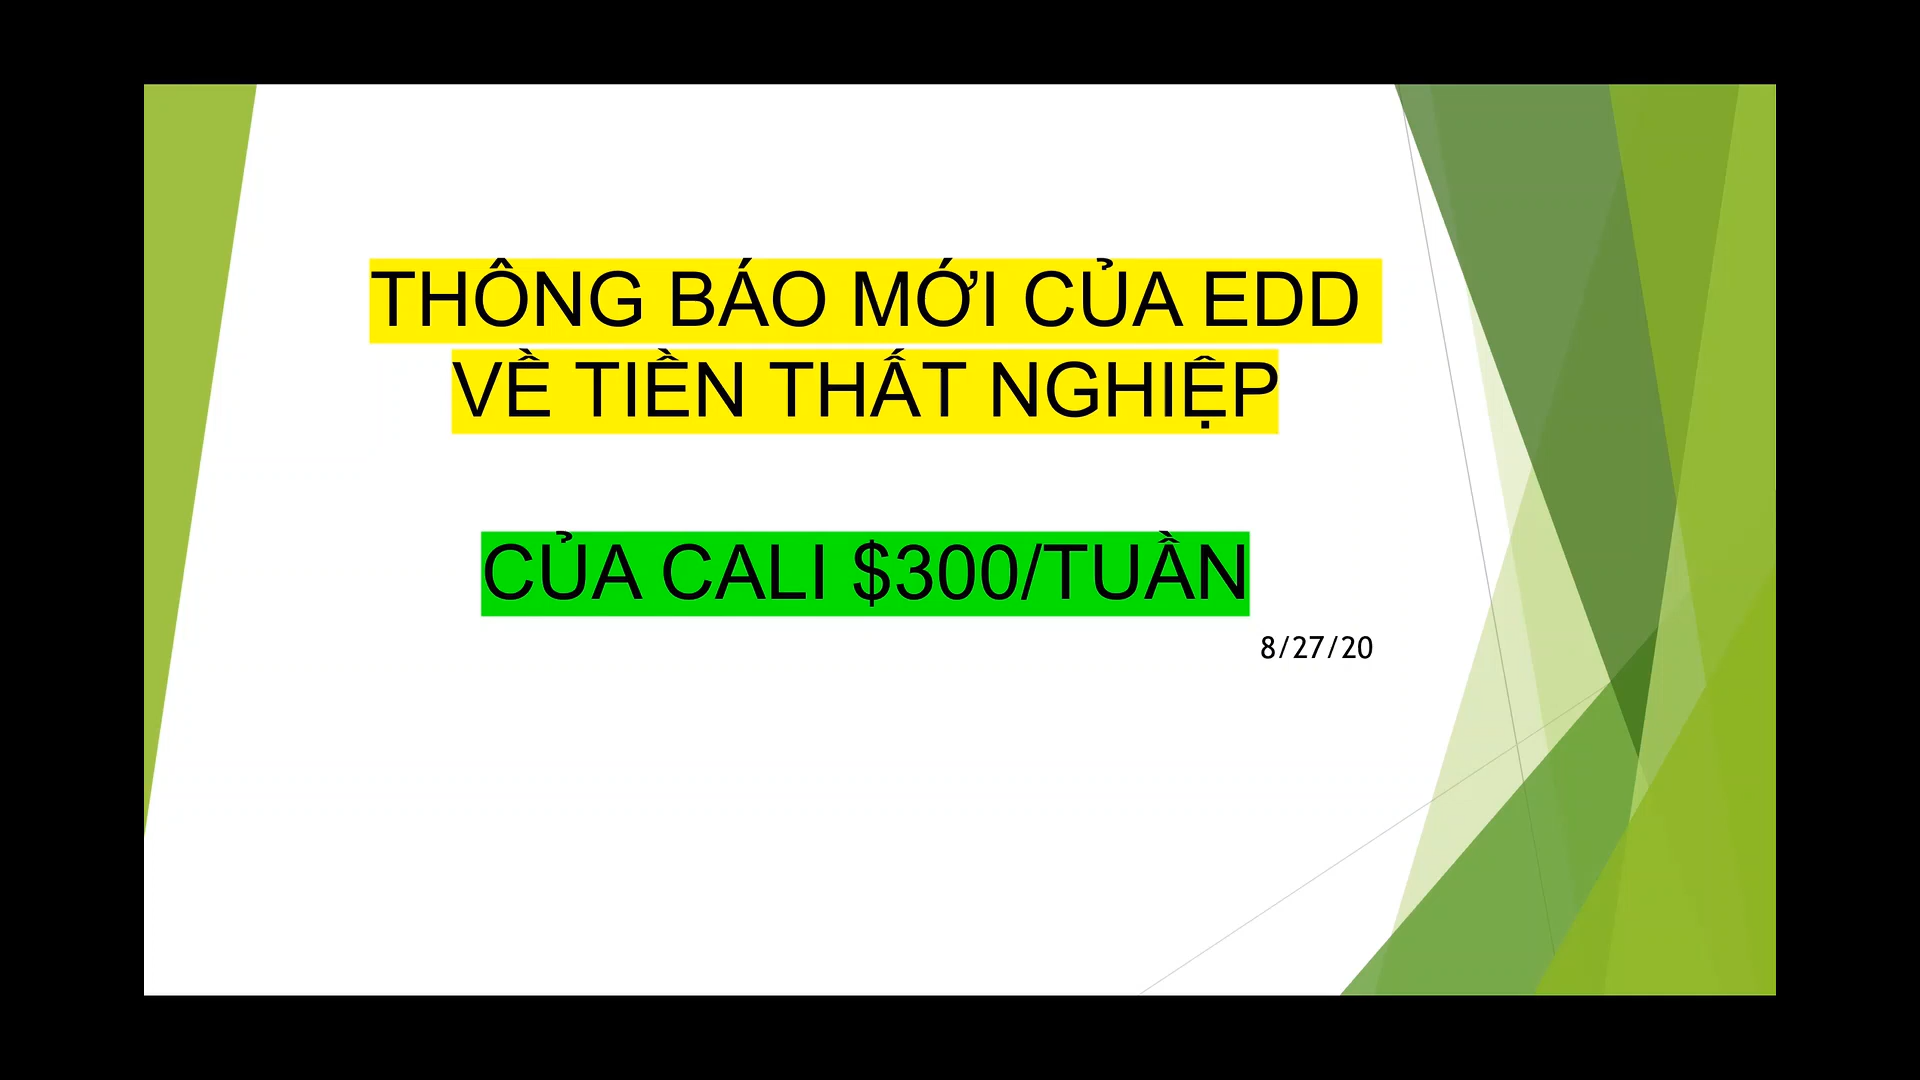 THÔNG BÁO MỚI CỦA EDD
VỀ TIỀN THẤT NGHIỆP
CỦA CALI $300/TUẦN
8/27/20